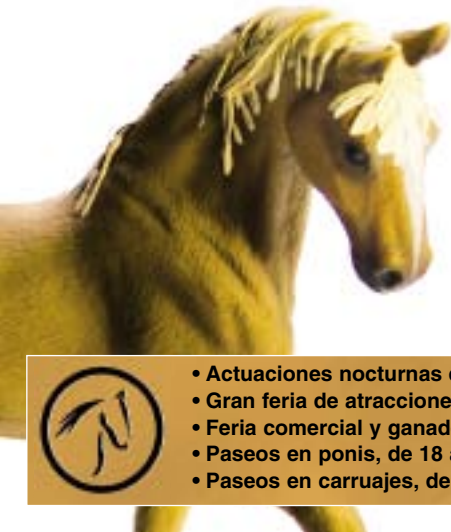 • Actuaciones nocturnas
• Gran feria de atraccione
• Feria comercial y ganad
• Paseos en ponis, de 18
• Paseos en carruajes, de